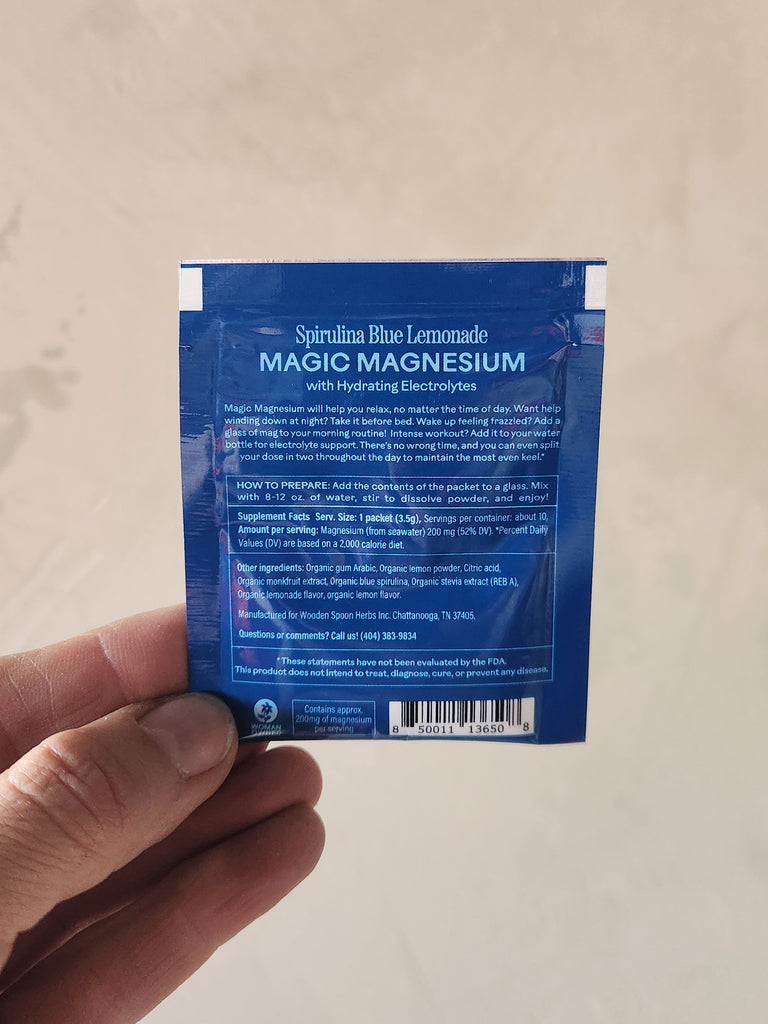 Spirulina Blue Lemonade
MAGIC MAGNESIUM
with Hydrating Electrolytes
Magic Magnesium will help you relax, no matter the time of day. Want help
winding down at night? Take it before bed. Wake up feeling frazzled? Add a
glass of mag to your morning routine! Intense workout? Add it to your water
bottle for electrolyte support. There's no wrong time, and you can even split
your dose in two throughout the day to maintain the most even keel.*
HOW TO PREPARE: Add the contents of the packet to a glass. Mix
with 8-12 oz. of water, stir to dissolve powder, and enjoy!
Supplement Facts Serv. Size: 1 packet (3.5g), Servings per container: about 10,
Amount per serving: Magnesium (from seawater) 200 mg (52% DV). *Percent Daily
Values (DV) are based on a 2,000 calorie diet.
Other ingredients: Organic gum Arabic, Organic lemon powder, Citric acid,
Organic monkfruit extract, Organic blue spirulina, Organic stevia extract (REB A),
Organic lemonade flavor, organic lemon flavor.
Manufactured for Wooden Spoon Herbs Inc. Chattanooga, TN 37405.
Questions or comments? Call us! (404) 383-9834
*These statements have not been evaluated by the FDA.
This product does not intend to treat, diagnose, cure, or prevent any disease.
WOMAN
OWNED
Contains approx.
200mg of magnesium
per serving
8 50011 13650 8